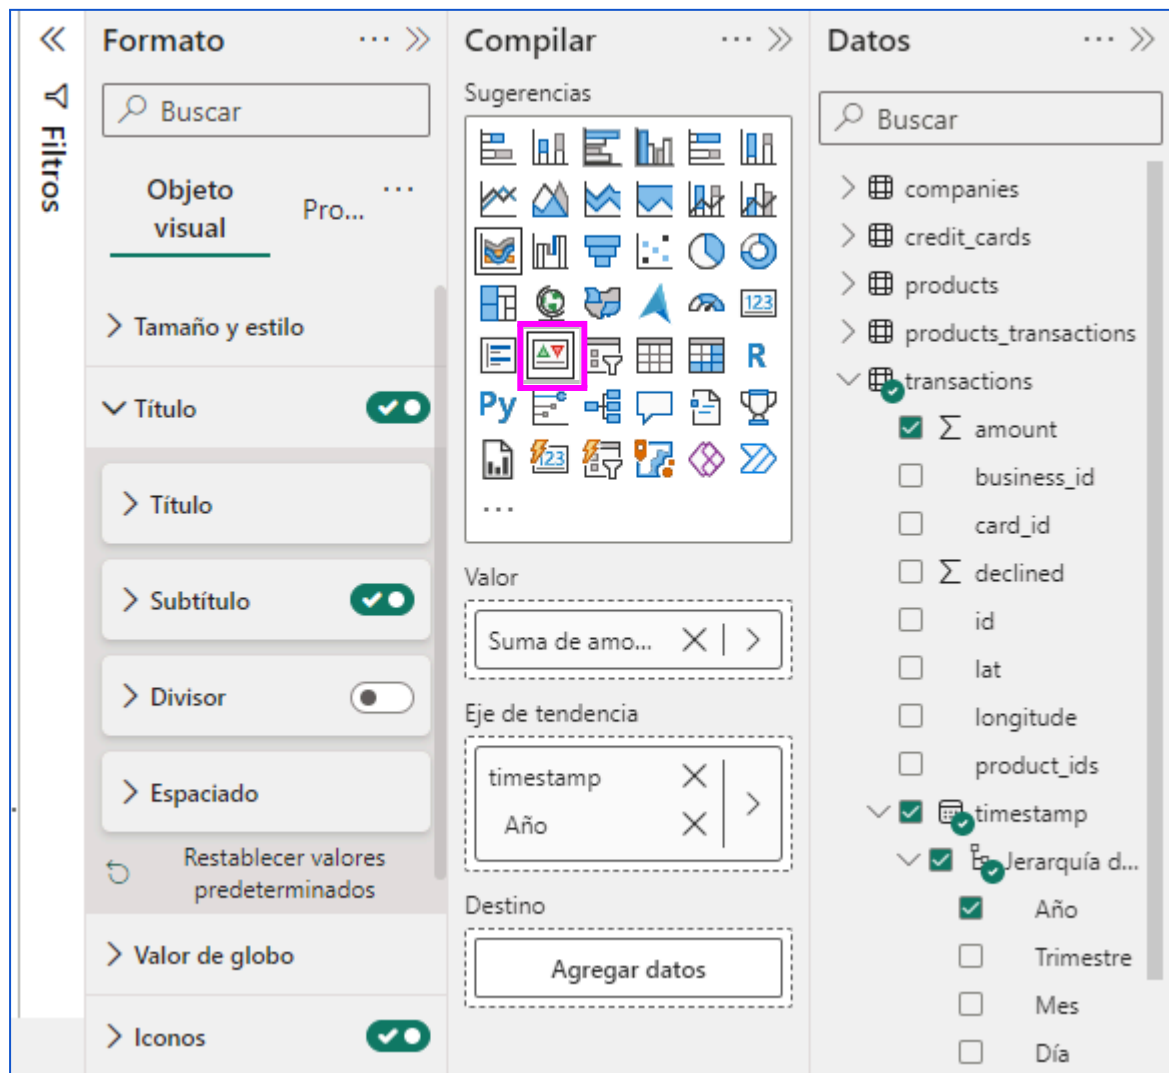 Filtros
Formato
Buscar
Objeto
visual
Pro...
Tamaño y estilo
Título
Título
Subtítulo
Divisor
Espaciado
Restablecer valores
predeterminados
Valor de globo
Iconos
Compilar
Sugerencias
123
R
Py
123
Valor
Suma de amo...
Eje de tendencia
timestamp
Año
Destino
Agregar datos
Datos
Buscar
companies
credit_cards
products
products_transactions
transactions
amount
business_id
card_id
declined
id
lat
longitude
product_ids
timestamp
Jerarquía d...
Año
Trimestre
Mes
Día